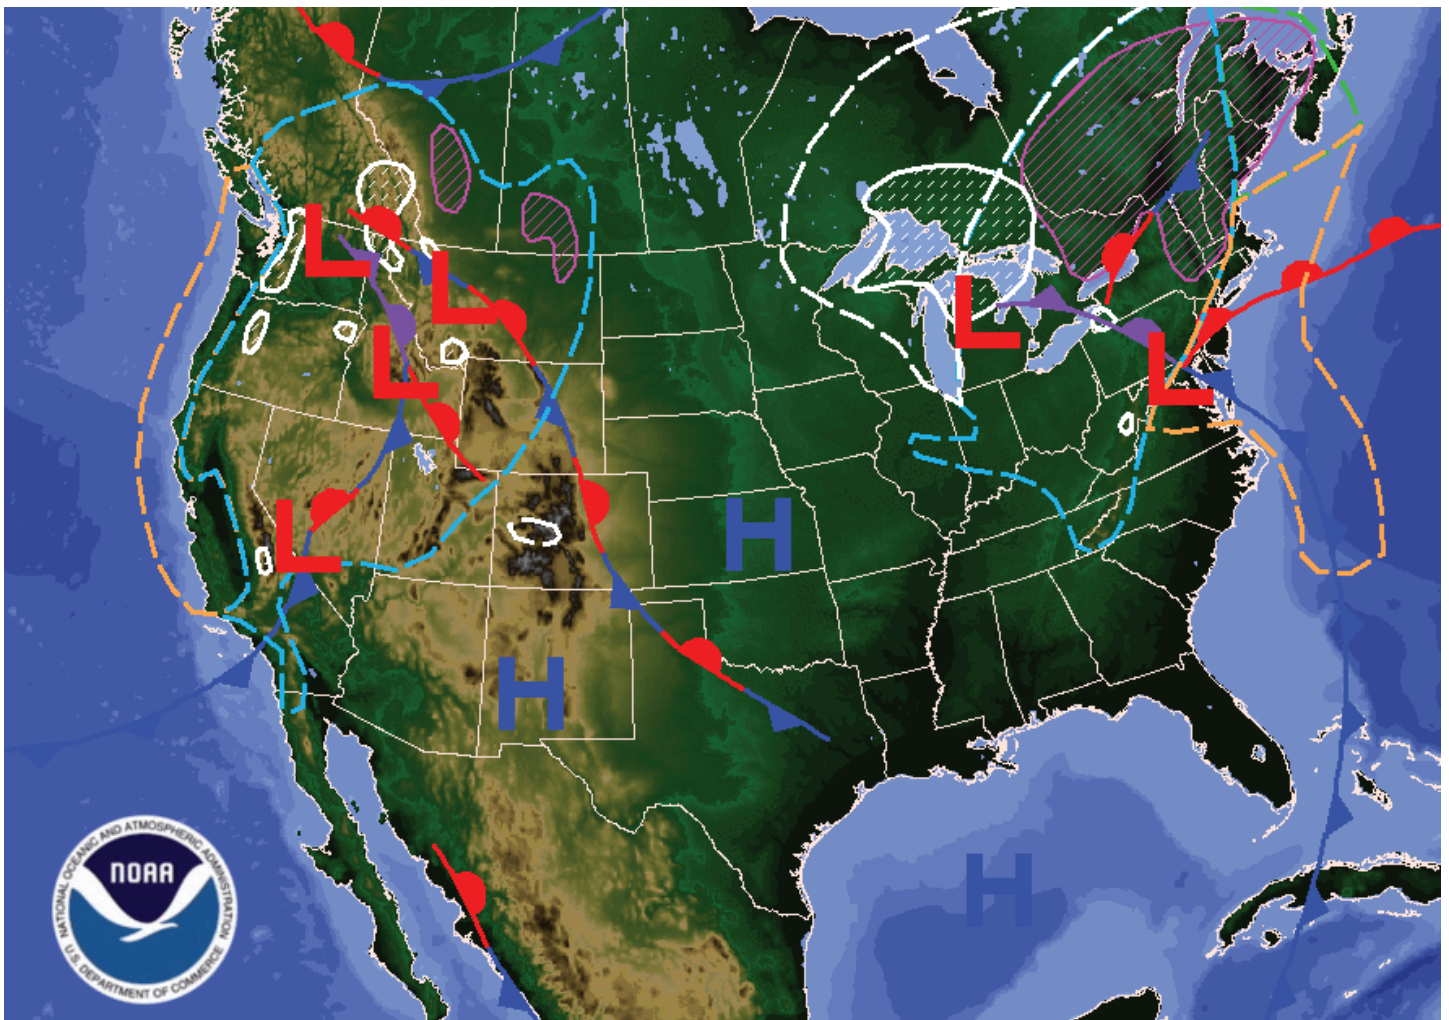 L
L
L
L
L
L
H
H
H
NATIONAL OCEANIC AND ATMOSPHERIC ADMINISTRATION
NOAA
U.S. DEPARTMENT OF COMMERCE